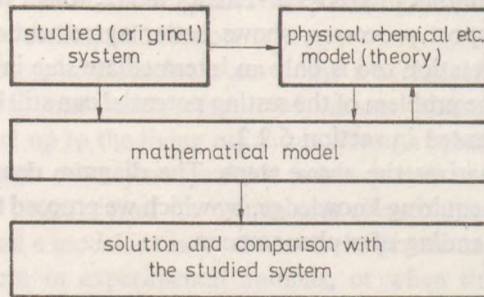 studied (original)
system
physical, chemical etc.
model (theory)
mathematical model
solution and comparison with
the studied system